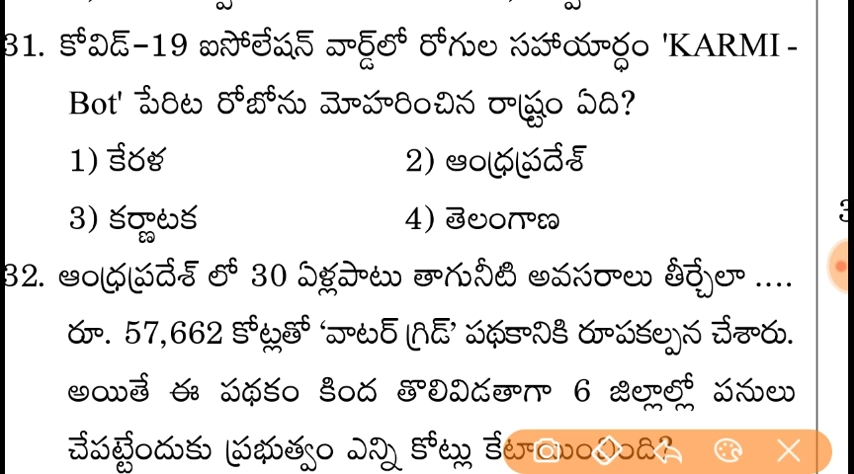 31. కోవిడ్-19 ఐసోలేషన్ వార్డ్‌లో రోగుల సహాయార్థం 'KARMI -
Bot' పేరిట రోబోను మోహరించిన రాష్ట్రం ఏది?
1) కేరళ 2) ఆంధ్రప్రదేశ్
3) కర్ణాటక 4) తెలంగాణ
32. ఆంధ్రప్రదేశ్ లో 30 ఏళ్లపాటు తాగునీటి అవసరాలు తీర్చేలా ....
రూ. 57,662 కోట్లతో 'వాటర్ గ్రిడ్' పథకానికి రూపకల్పన చేశారు.
అయితే ఈ పథకం కింద తొలివిడతాగా 6 జిల్లాల్లో పనులు
చేపట్టేందుకు ప్రభుత్వం ఎన్ని కోట్లు